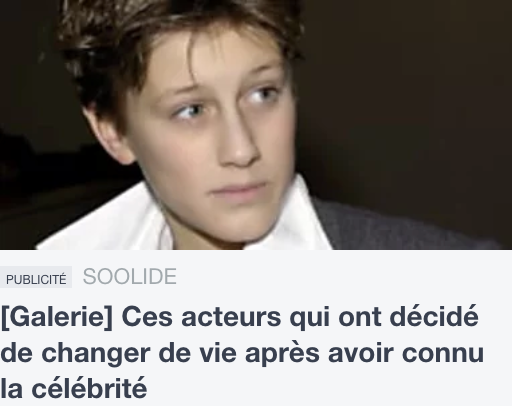 PUBLICITÉ SOOLIDE
[Galerie] Ces acteurs qui ont décidé
de changer de vie après avoir connu
la célébrité